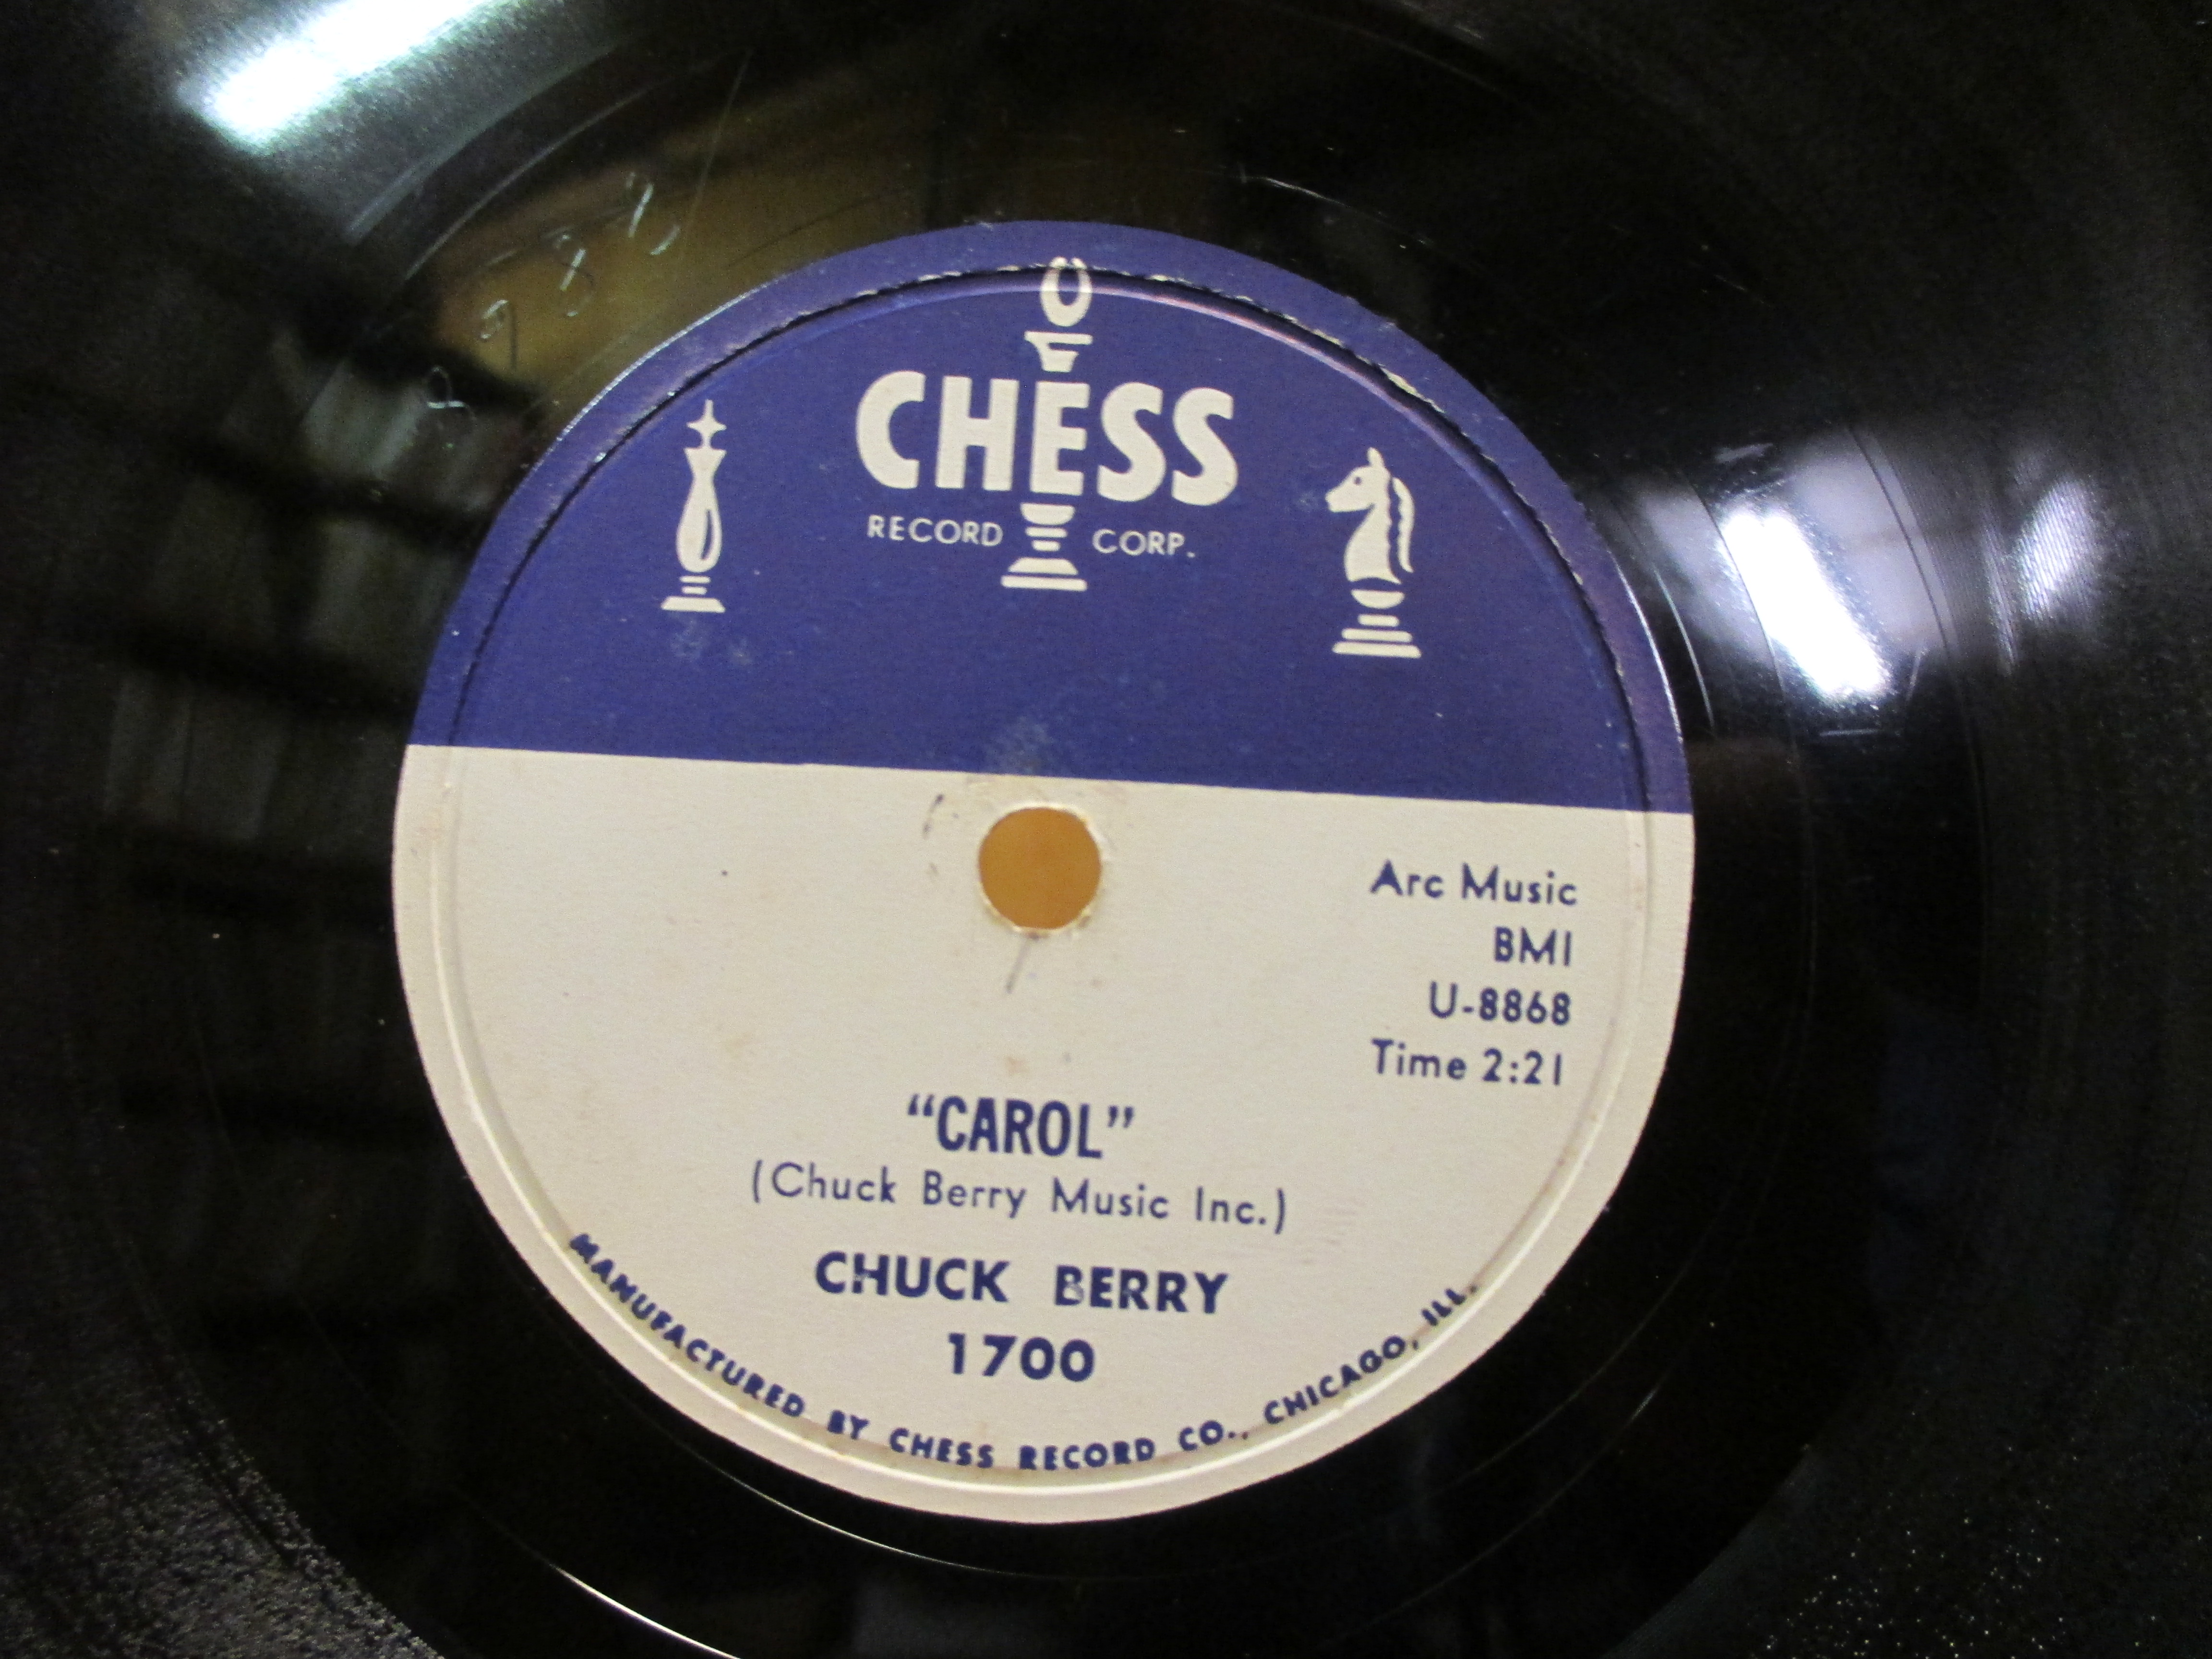 CHESS
RECORD CORP.
Arc Music
BMI
U-8868
Time 2:21
"CAROL"
(Chuck Berry Music Inc.)
CHUCK BERRY
1700
MANUFACTURED BY CHESS RECORD CO., CHICAGO, ILL.